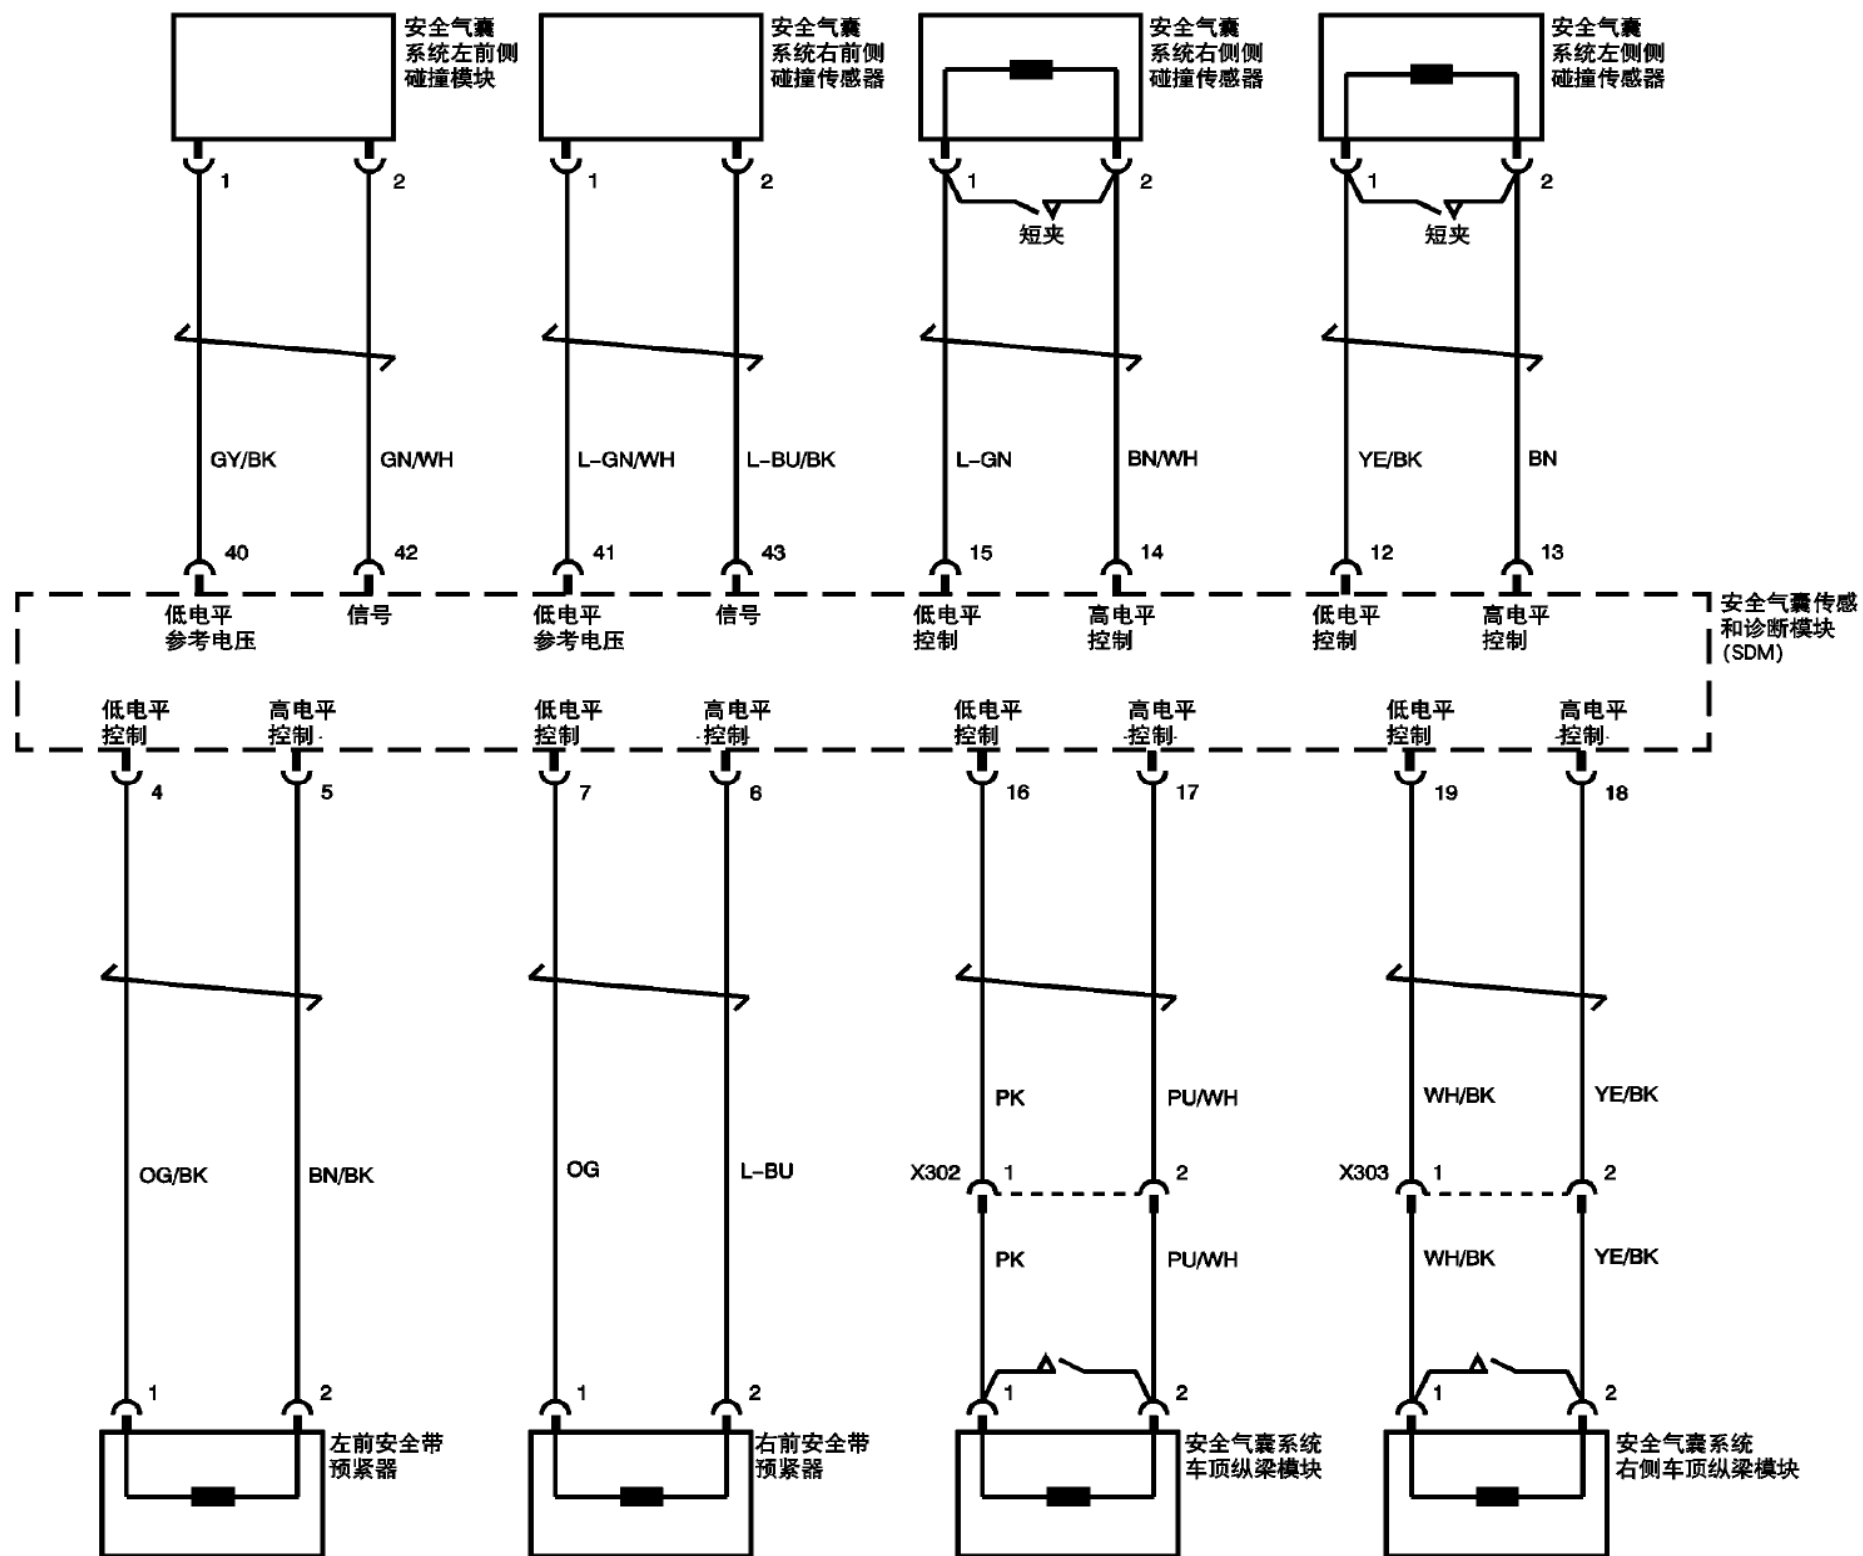 安全气囊
系统左前侧
碰撞模块
安全气囊
系统右前侧
碰撞传感器
安全气囊
系统右侧侧
碰撞传感器
安全气囊
系统左侧侧
碰撞传感器
1
2
1
2
1
2
1
2
短夹
短夹
GY/BK
GN/WH
L-GN/WH
L-BU/BK
L-GN
BN/WH
YE/BK
BN
40
42
41
43
15
14
12
13
低电平
参考电压
信号
低电平
参考电压
信号
低电平
控制
高电平
控制
低电平
控制
高电平
控制
安全气囊传感
和诊断模块
(SDM)
低电平
控制
高电平
控制
低电平
控制
高电平
控制
低电平
控制
高电平
控制
低电平
控制
高电平
控制
4
5
7
6
16
17
19
18
PK
PU/WH
WH/BK
YE/BK
OG/BK
BN/BK
OG
L-BU
X302
1
2
X303
1
2
PK
PU/WH
WH/BK
YE/BK
1
2
1
2
1
2
1
2
左前安全带
预紧器
右前安全带
预紧器
安全气囊系统
车顶纵梁模块
安全气囊系统
右侧车顶纵梁模块